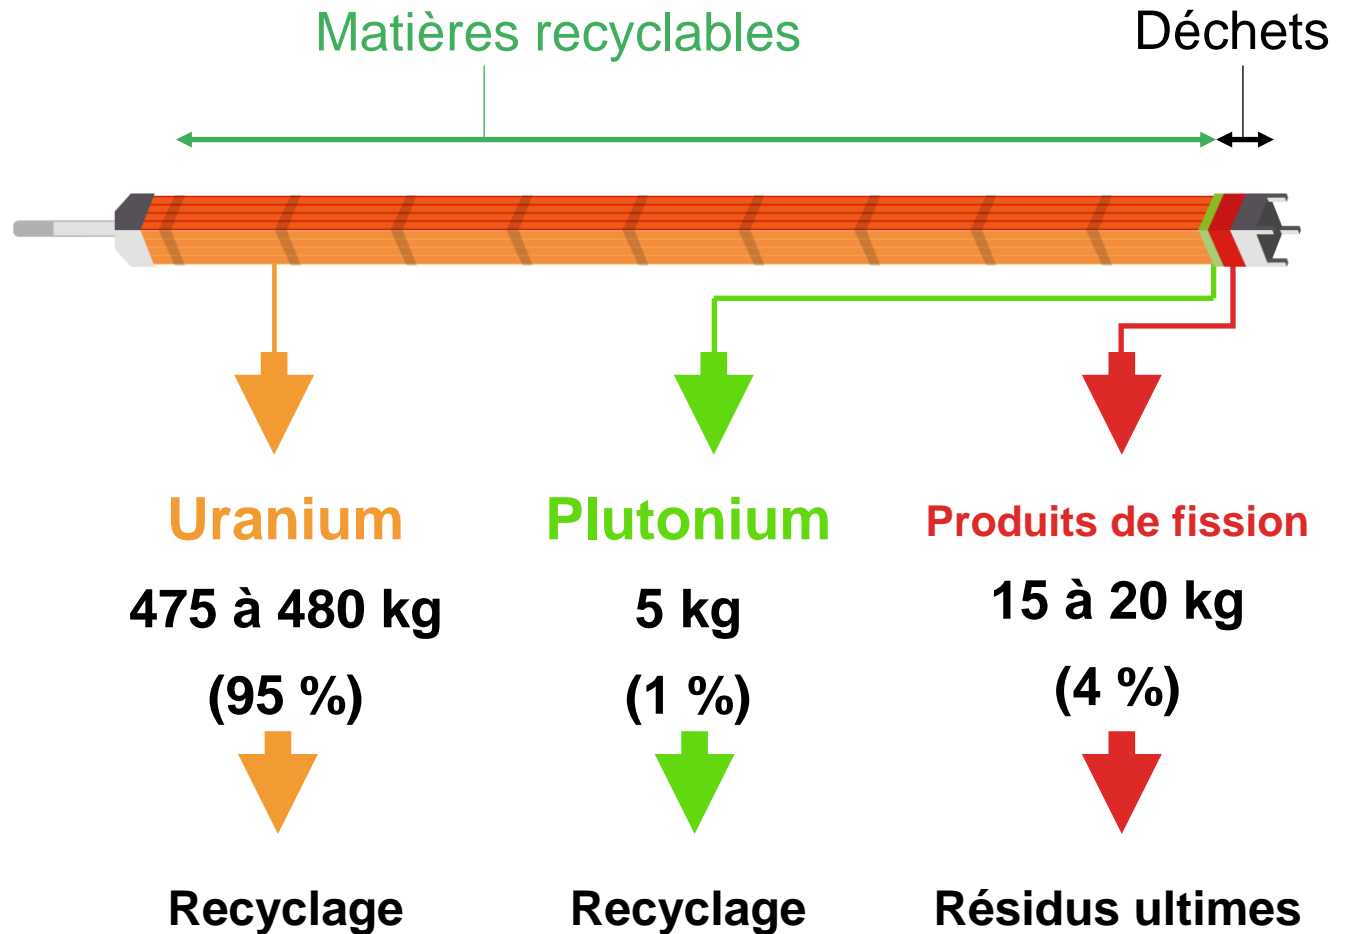 Matières recyclables
Déchets
Uranium
475 à 480 kg
(95 %)
Recyclage
Plutonium
5 kg
(1 %)
Recyclage
Produits de fission
15 à 20 kg
(4 %)
Résidus ultimes